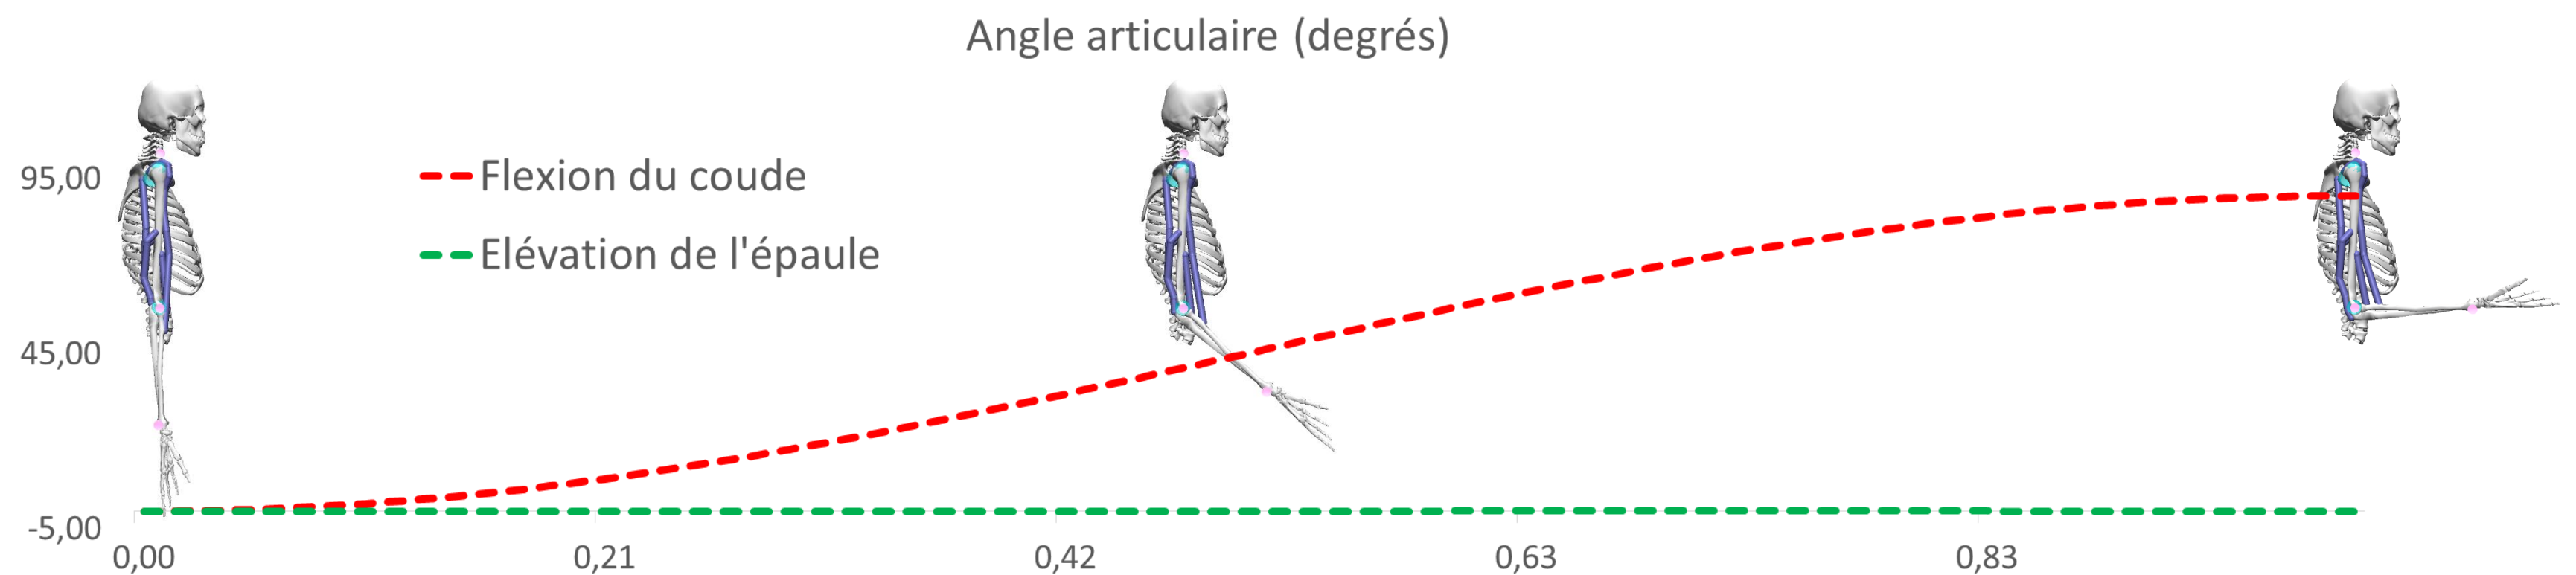 Angle articulaire (degrés)
95,00
Flexion du coude
Elévation de l'épaule
45,00
-5,00
0,00
0,21
0,42
0,63
0,83